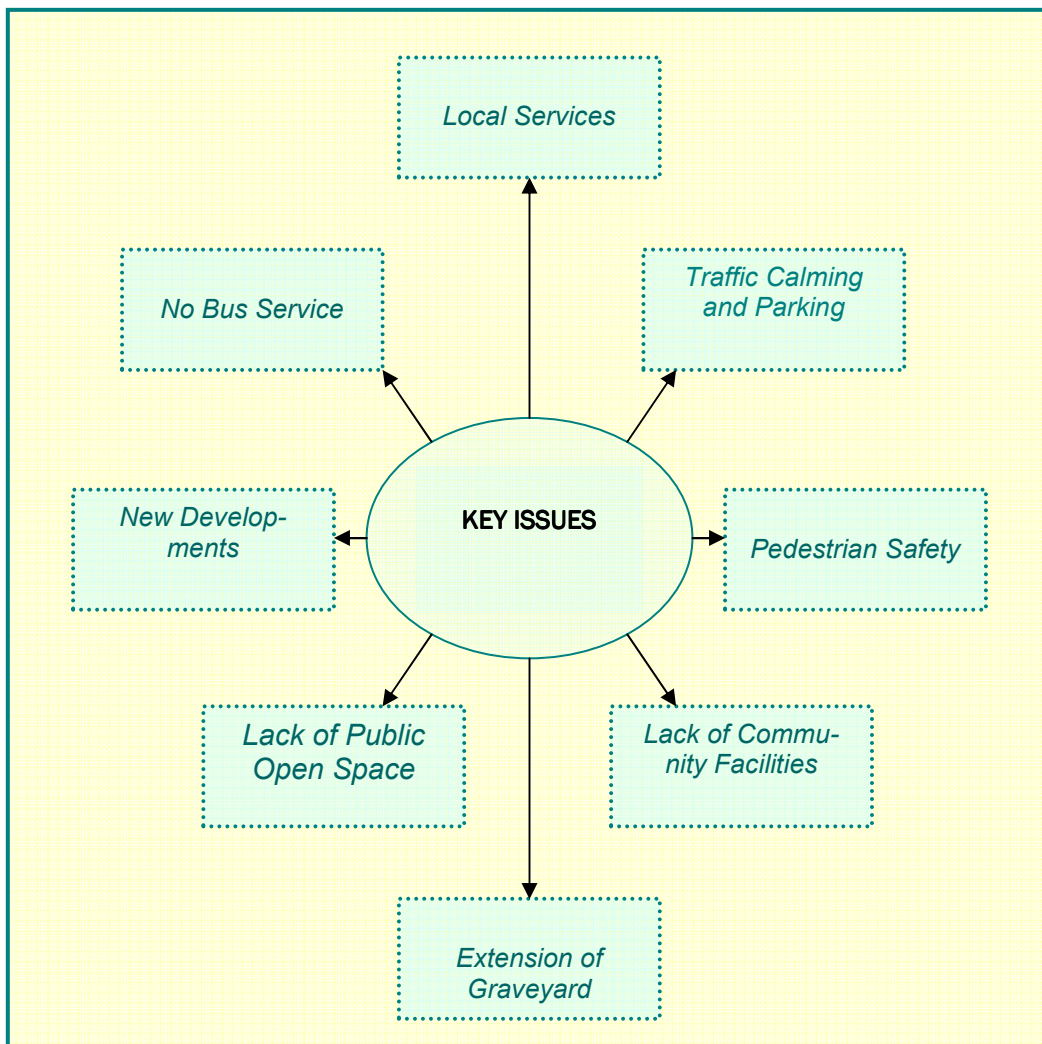 Local Services
No Bus Service
Traffic Calming
and Parking
KEY ISSUES
New Develop-
ments
Pedestrian Safety
Lack of Public
Open Space
Lack of Commu-
nity Facilities
Extension of
Graveyard